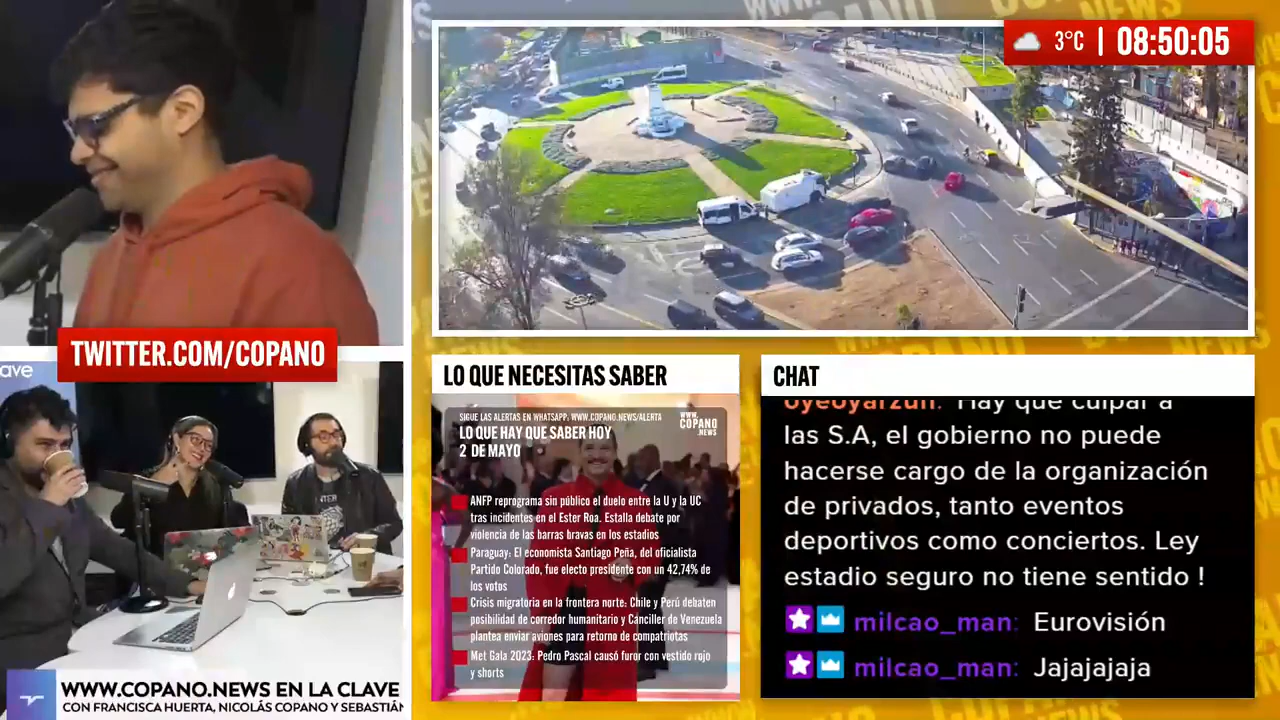 3°C | 08:50:05
TWITTER.COM/COPANO
ave
WWW.COPANO.NEWS EN LA CLAVE
CON FRANCISCA HUERTA, NICOLÁS COPANO Y SEBASTIÁN
LO QUE NECESITAS SABER
SIGUE LAS ALERTAS EN WHATSAPP: WWW.COPANO.NEWS/ALERTA
WWW.
COPANO
.NEWS
LO QUE HAY QUE SABER HOY
2 DE MAYO
ANFP reprograma sin público el duelo entre la U y la UC
tras incidentes en el Ester Roa. Estalla debate por
violencia de las barras bravas en los estadios
Paraguay: El economista Santiago Peña, del oficialista
Partido Colorado, fue electo presidente con un 42,74% de
los votos
Crisis migratoria en la frontera norte: Chile y Perú debaten
posibilidad de corredor humanitario y Cánciller de Venezuela
plantea enviar aviones para retorno de compatriotas
Met Gala 2023: Pedro Pascal causó furor con vestido rojo
y shorts
CHAT
oyeoyarzun: Hay que culpar a
las S.A, el gobierno no puede
hacerse cargo de la organización
de privados, tanto eventos
deportivos como conciertos. Ley
estadio seguro no tiene sentido !
milcao_man: Eurovisión
milcao_man: Jajajajaja